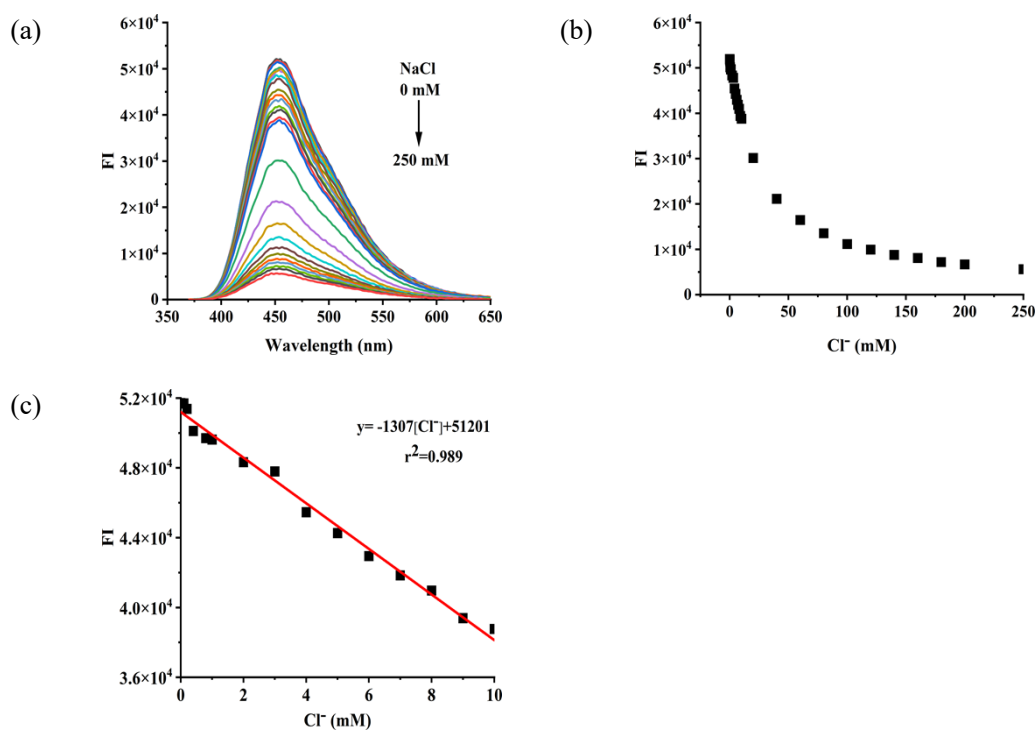 (a)
6×10⁴
5×10⁴
4×10⁴
3×10⁴
2×10⁴
1×10⁴
0
FI
NaCl
0 mM
250 mM
350 400 450 500 550 600 650
Wavelength (nm)
(b)
6×10⁴
5×10⁴
4×10⁴
3×10⁴
2×10⁴
1×10⁴
0
FI
0 50 100 150 200 250
Cl⁻ (mM)
(c)
5.2×10⁴
4.8×10⁴
4.4×10⁴
4.0×10⁴
3.6×10⁴
FI
y= -1307[Cl⁻]+51201
r²=0.989
0 2 4 6 8 10
Cl⁻ (mM)